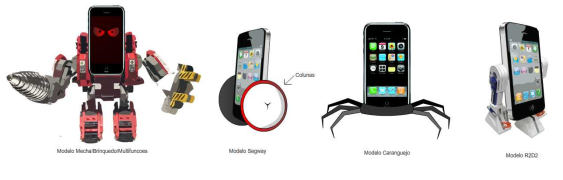 Colunas
Modelo Mecha/Brinquedo/Multifuncoes
Modelo Segway
Modelo Caranguejo
Modelo R2D2